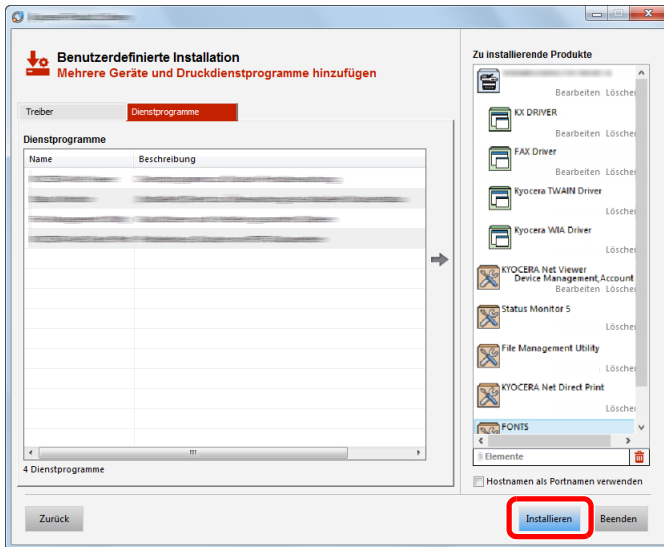 Benutzerdefinierte Installation
Mehrere Geräte und Druckdienstprogramme hinzufügen
Treiber
Dienstprogramme
Dienstprogramme
Name
Beschreibung
4 Dienstprogramme
Zu installierende Produkte
Bearbeiten Löschen
KX DRIVER
Bearbeiten Löschen
FAX Driver
Bearbeiten Löschen
Kyocera TWAIN Driver
Löschen
Kyocera WIA Driver
Löschen
KYOCERA Net Viewer
Device Management,Account
Bearbeiten Löschen
Status Monitor 5
Löschen
File Management Utility
Löschen
KYOCERA Net Direct Print
Löschen
FONTS
Elemente
Hostnamen als Portnamen verwenden
Zurück
Installieren
Beenden